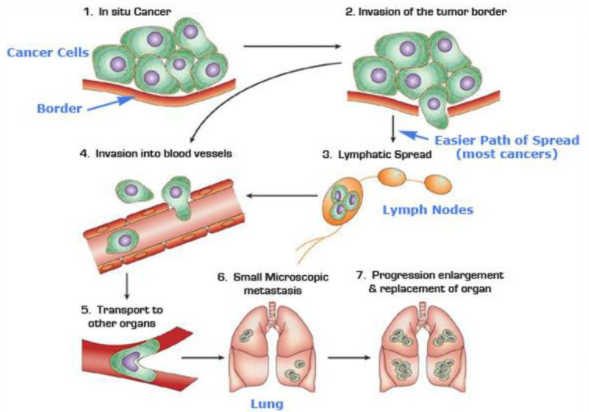 1. In situ Cancer
2. Invasion of the tumor border
Cancer Cells
Border
Easier Path of Spread
(most cancers)
4. Invasion into blood vessels
3. Lymphatic Spread
Lymph Nodes
6. Small Microscopic
metastasis
7. Progression enlargement
& replacement of organ
5. Transport to
other organs
Lung